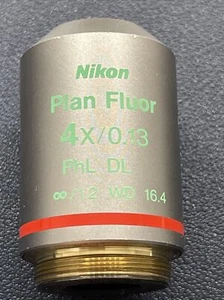 Nikon
Plan Fluor
4X/0.13
PhL DL
∞/1.2 WD 16.4